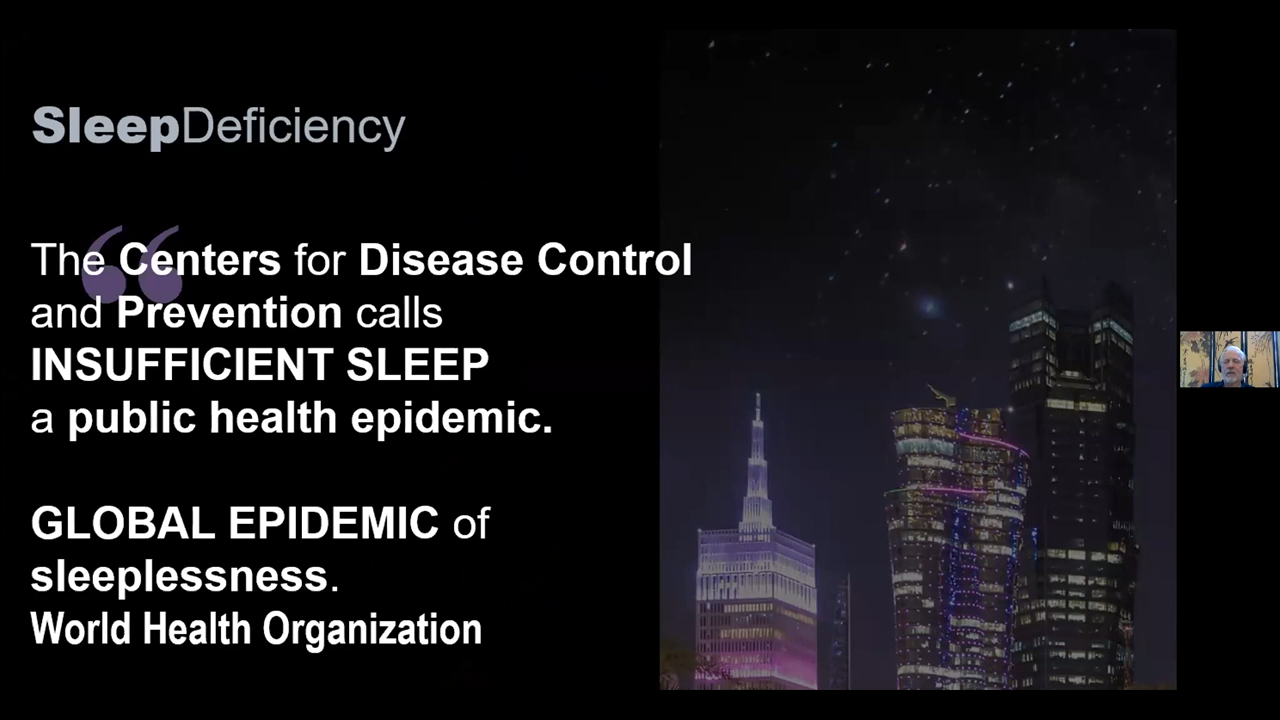 SleepDeficiency
The Centers for Disease Control
and Prevention calls
INSUFFICIENT SLEEP
a public health epidemic.
GLOBAL EPIDEMIC of
sleeplessness.
World Health Organization